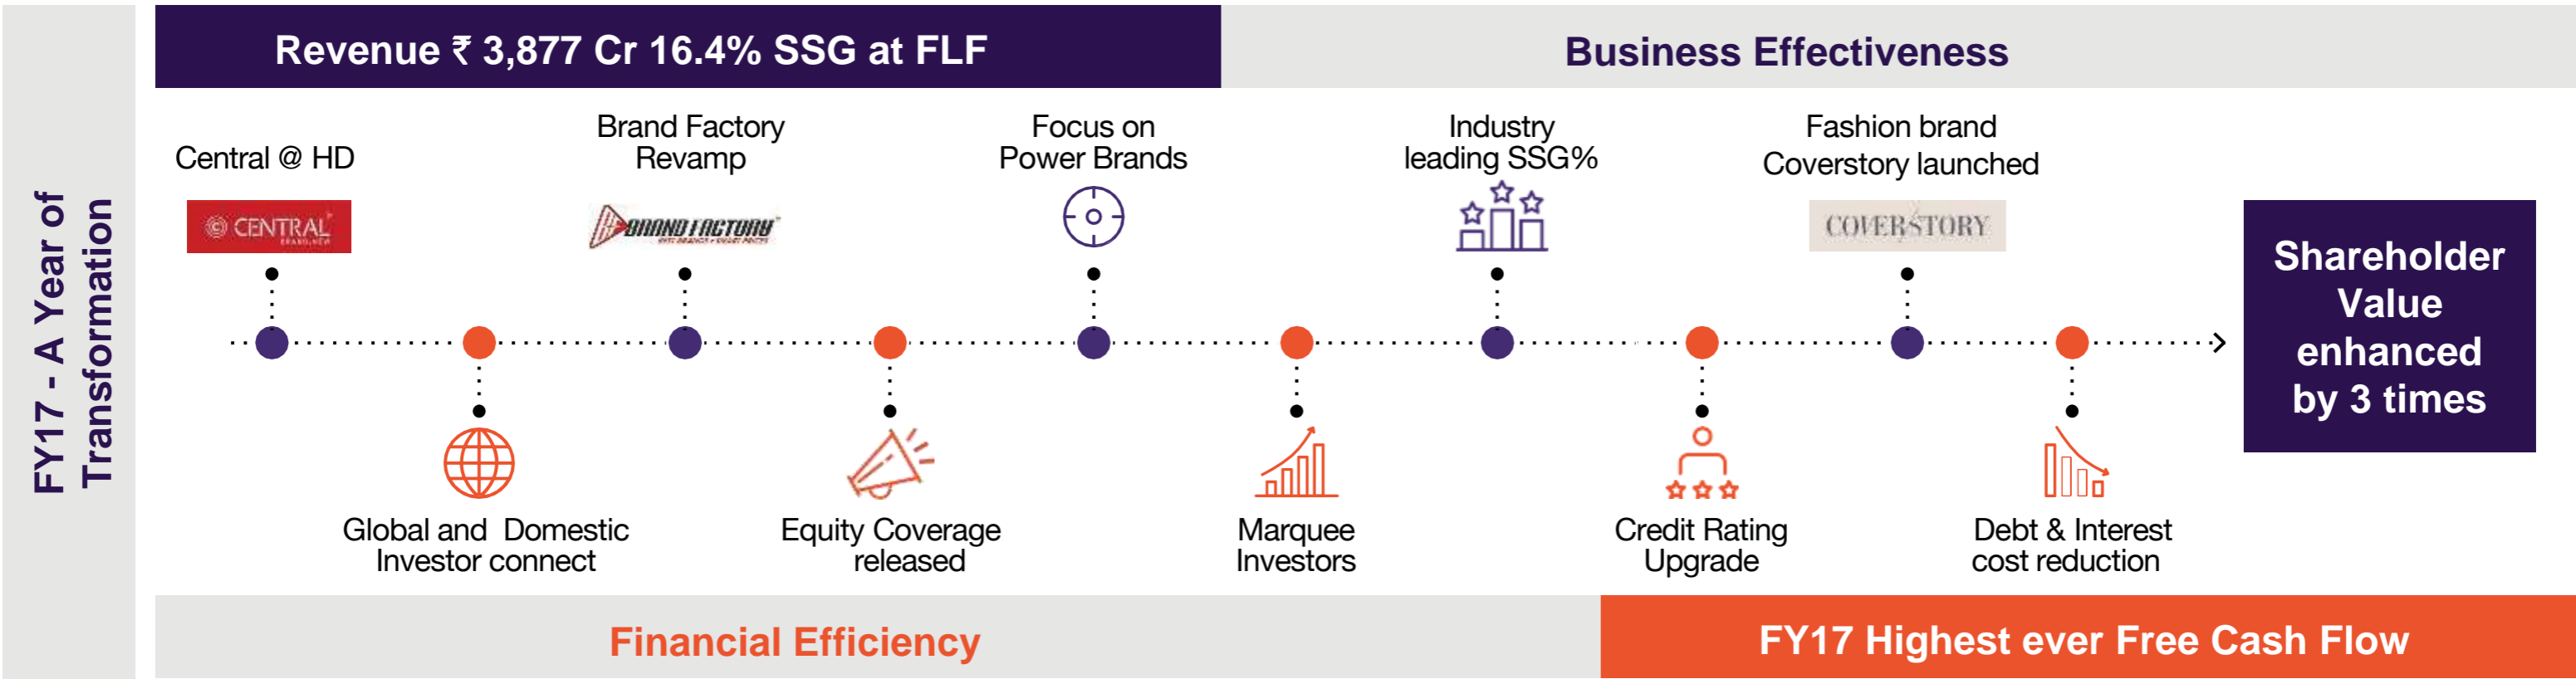 FY17 - A Year of
Transformation
Revenue ₹ 3,877 Cr 16.4% SSG at FLF
Business Effectiveness
Central @ HD
CENTRAL
Brand Factory
Revamp
BRAND FACTORY
Focus on
Power Brands
Industry
leading SSG%
Fashion brand
Coverstory launched
COVERSTORY
Shareholder
Value
enhanced
by 3 times
Global and Domestic
Investor connect
Equity Coverage
released
Marquee
Investors
Credit Rating
Upgrade
Debt & Interest
cost reduction
Financial Efficiency
FY17 Highest ever Free Cash Flow